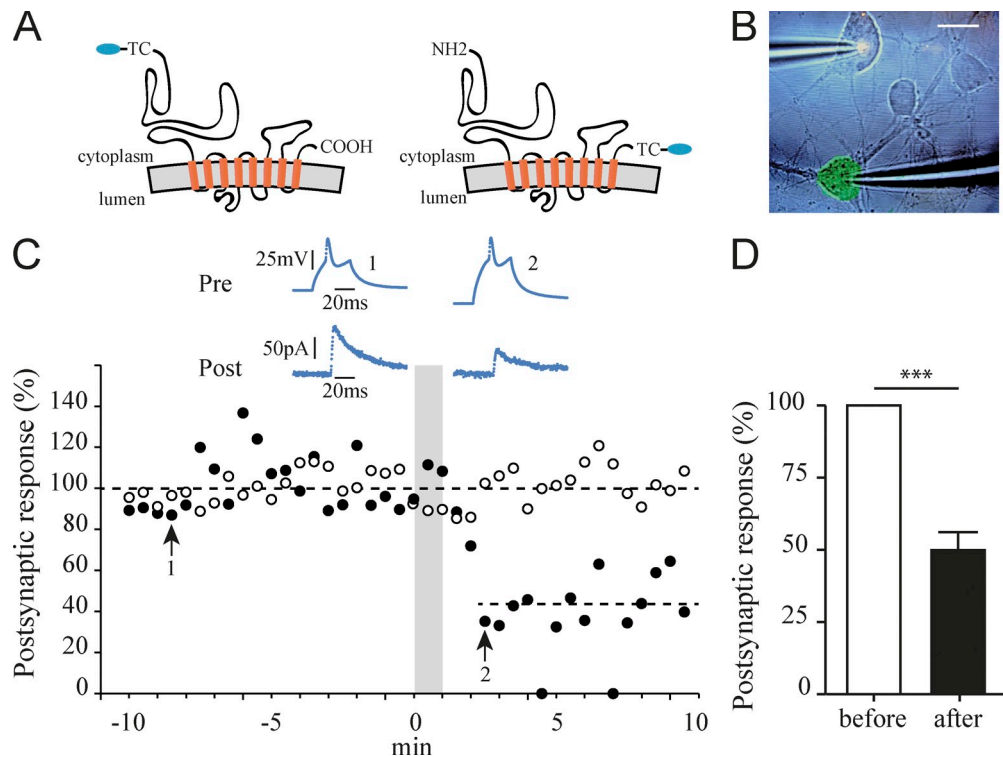 A
TC
NH2
COOH
TC
cytoplasm
lumen
cytoplasm
lumen
B
C
Pre
25mV
1
20ms
2
Post
50pA
20ms
Postsynaptic response (%)
140
120
100
80
60
40
20
0
1
2
-10
-5
0
5
10
min
D
***
Postsynaptic response (%)
100
75
50
25
0
before
after